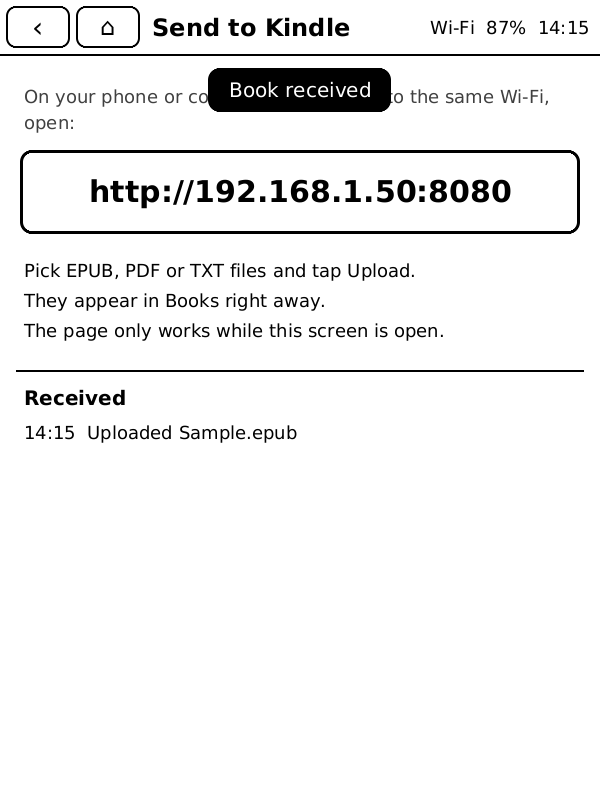 ‹ ⌂ Send to Kindle Wi-Fi 87% 14:15
Book received
On your phone or co to the same Wi-Fi,
open:
http://192.168.1.50:8080
Pick EPUB, PDF or TXT files and tap Upload.
They appear in Books right away.
The page only works while this screen is open.
Received
14:15 Uploaded Sample.epub